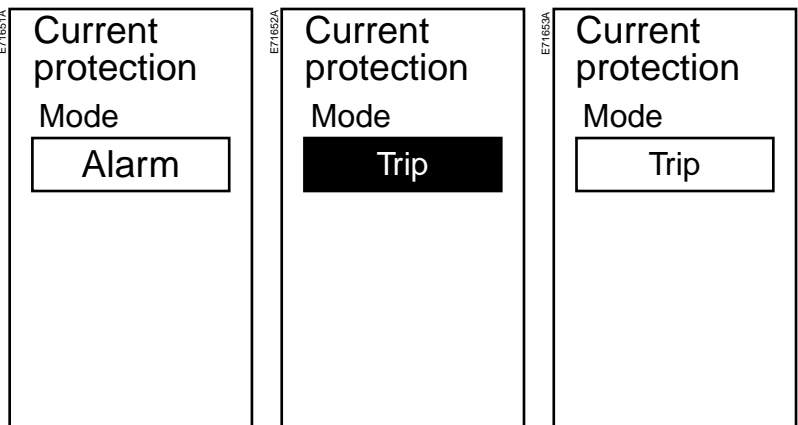 E71651A
Current
protection
Mode
Alarm
E71652A
Current
protection
Mode
Trip
E71653A
Current
protection
Mode
Trip